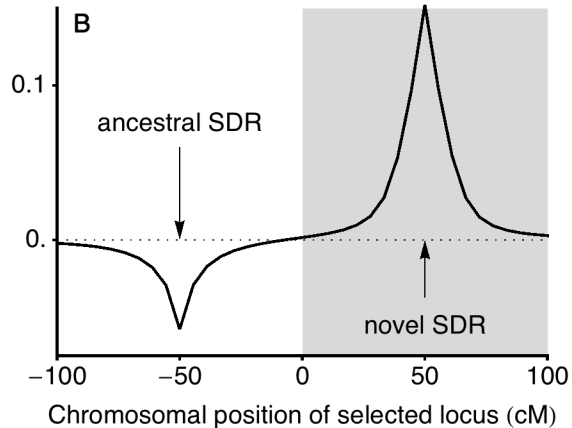 B
0.1
ancestral SDR
0.
novel SDR
−100 −50 0 50 100
Chromosomal position of selected locus (cM)